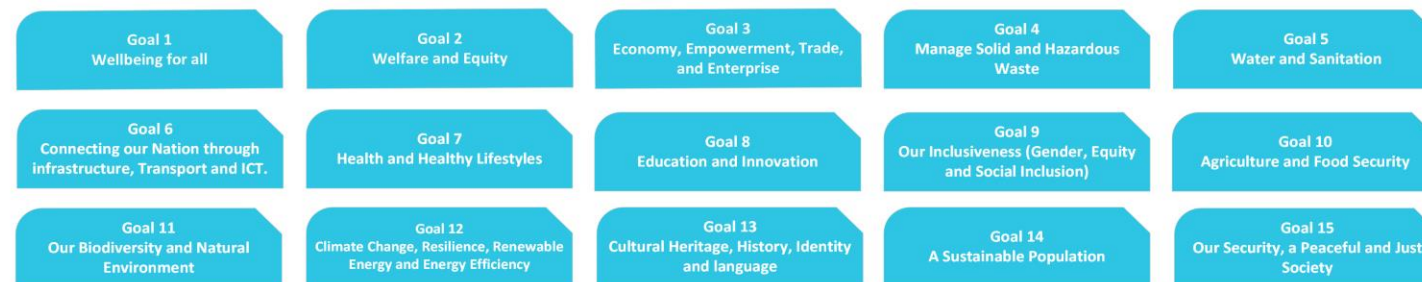 Goal 1
Wellbeing for all
Goal 2
Welfare and Equity
Goal 3
Economy, Empowerment, Trade,
and Enterprise
Goal 4
Manage Solid and Hazardous
Waste
Goal 5
Water and Sanitation
Goal 6
Connecting our Nation through
infrastructure, Transport and ICT.
Goal 7
Health and Healthy Lifestyles
Goal 8
Education and Innovation
Goal 9
Our Inclusiveness (Gender, Equity
and Social Inclusion)
Goal 10
Agriculture and Food Security
Goal 11
Our Biodiversity and Natural
Environment
Goal 12
Climate Change, Resilience, Renewable
Energy and Energy Efficiency
Goal 13
Cultural Heritage, History, Identity
and language
Goal 14
A Sustainable Population
Goal 15
Our Security, a Peaceful and Just
Society